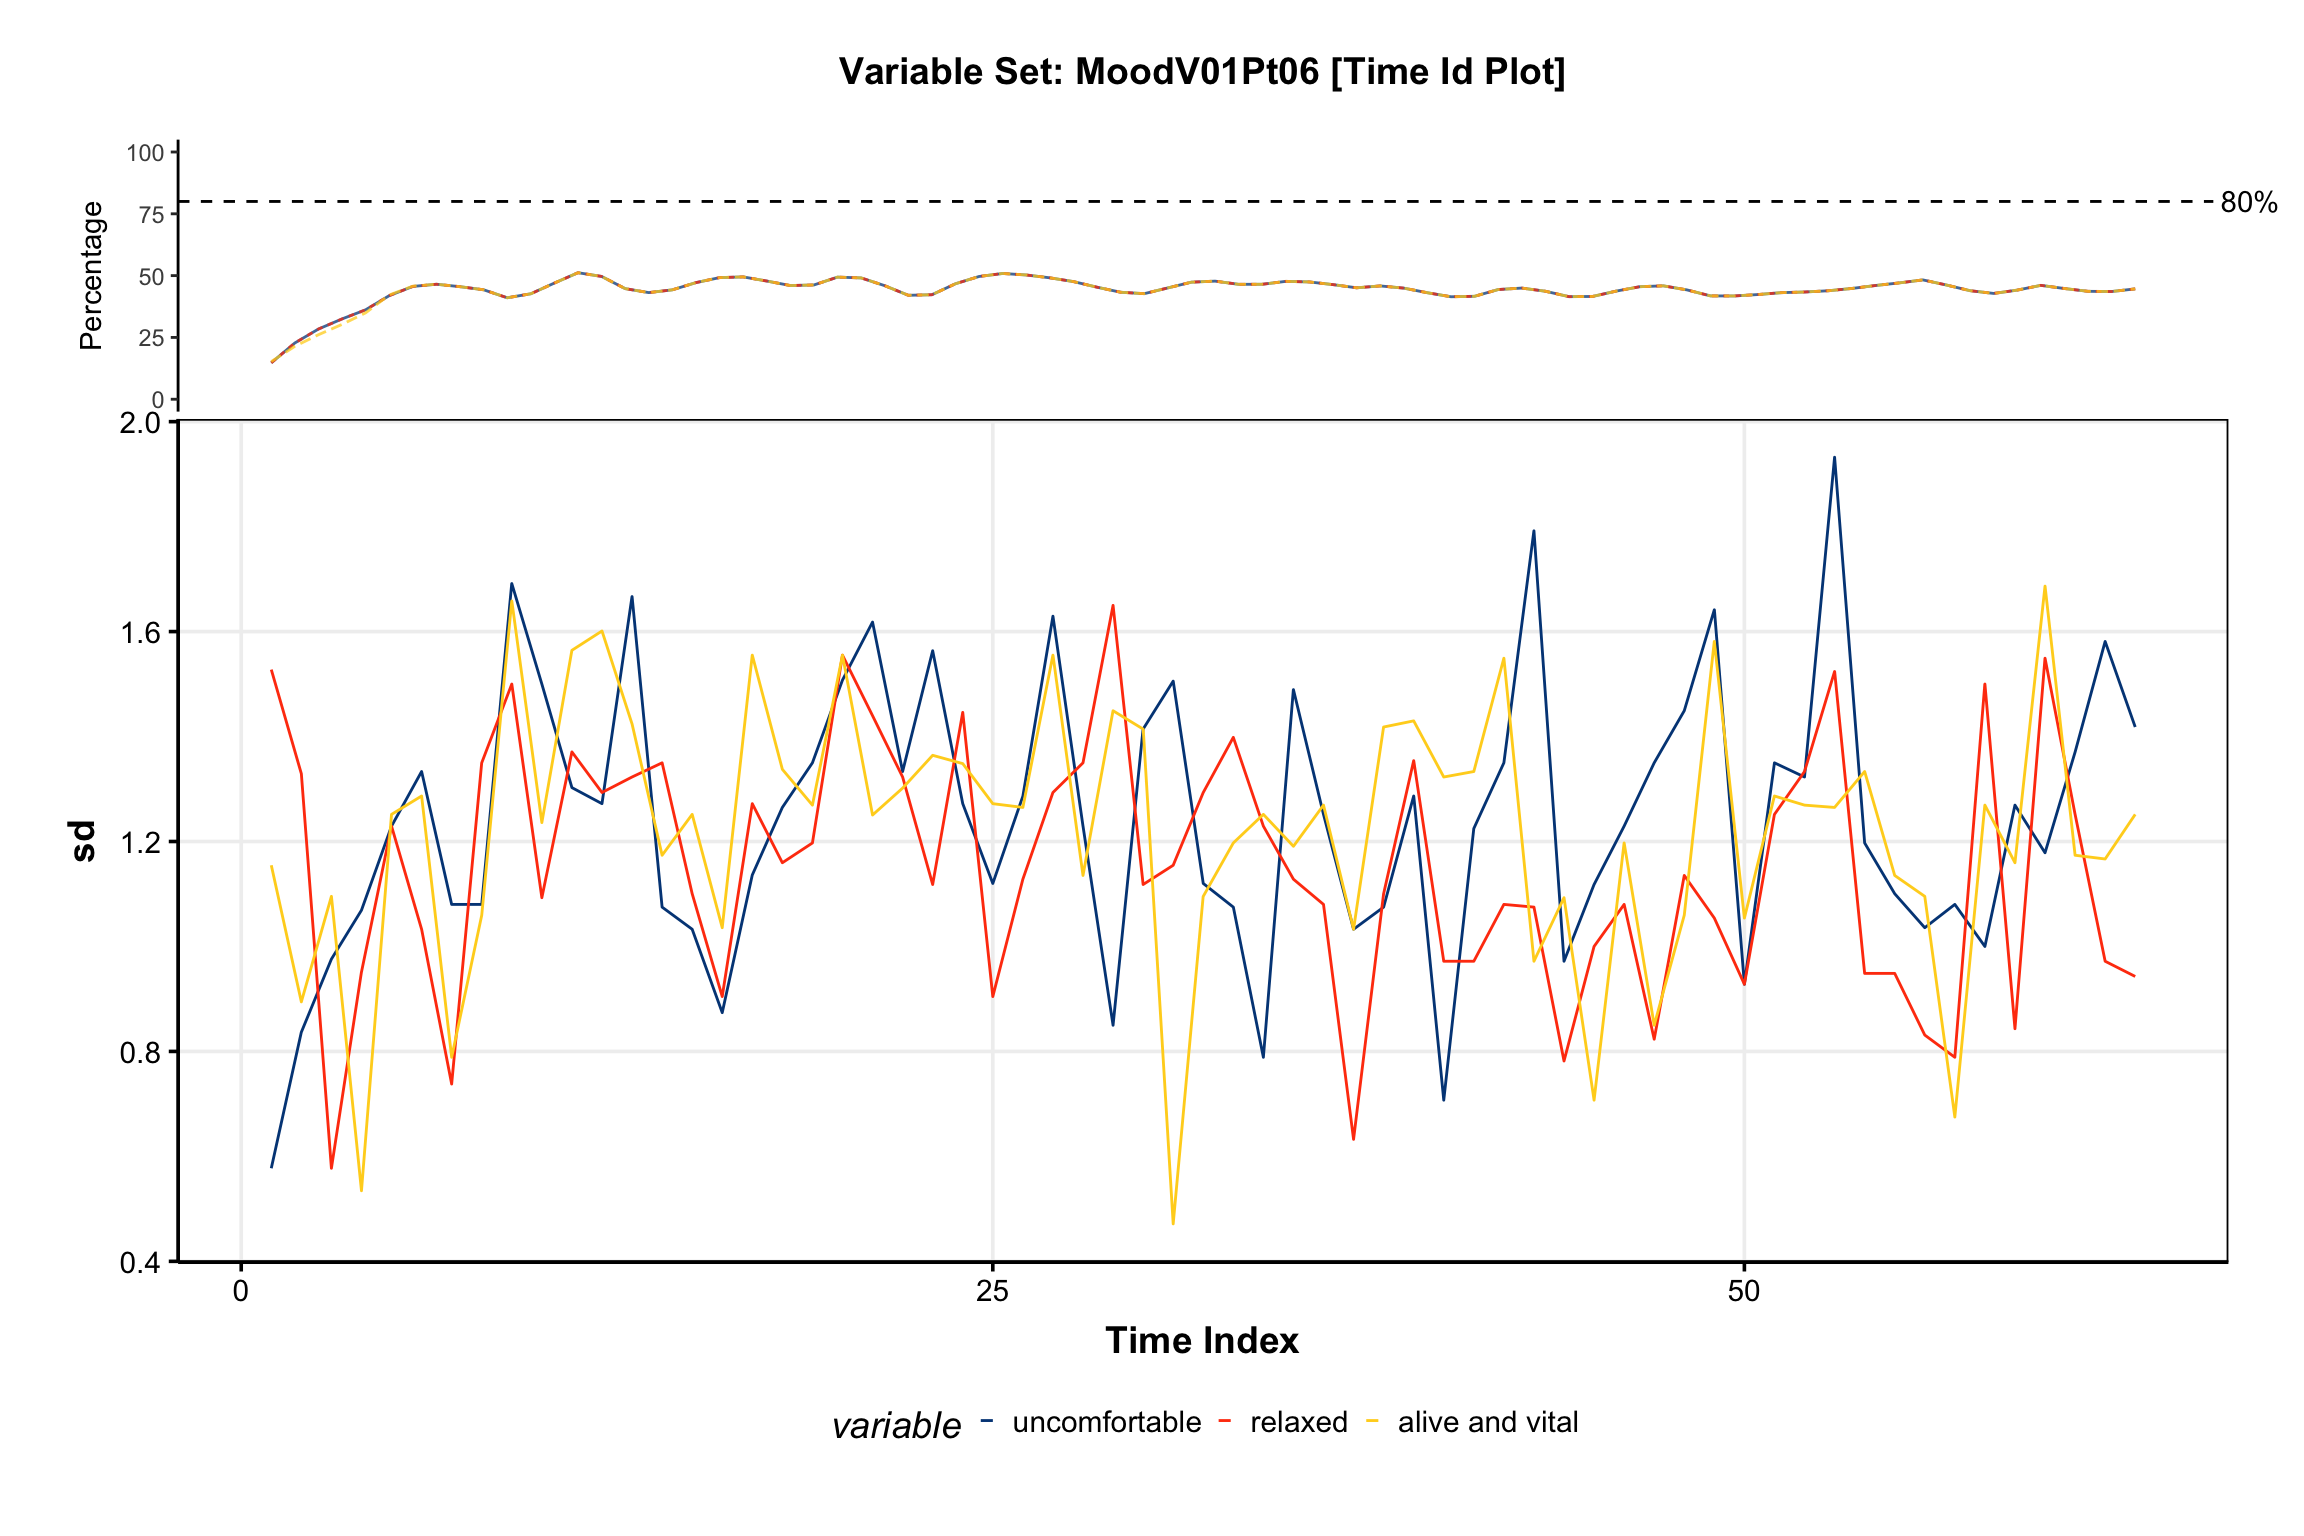 Variable Set: MoodV01Pt06 [Time Id Plot]
100
75
50
25
0
Percentage
80%
2.0
1.6
1.2
0.8
0.4
sd
0 25 50
Time Index
variable uncomfortable relaxed alive and vital